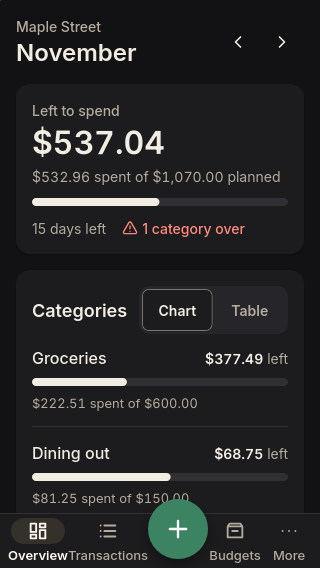 Maple Street
November
Left to spend
$537.04
$532.96 spent of $1,070.00 planned
15 days left
1 category over
Categories
Chart
Table
Groceries
$377.49 left
$222.51 spent of $600.00
Dining out
$68.75 left
$81.25 spent of $150.00
Overview
Transactions
Budgets
More